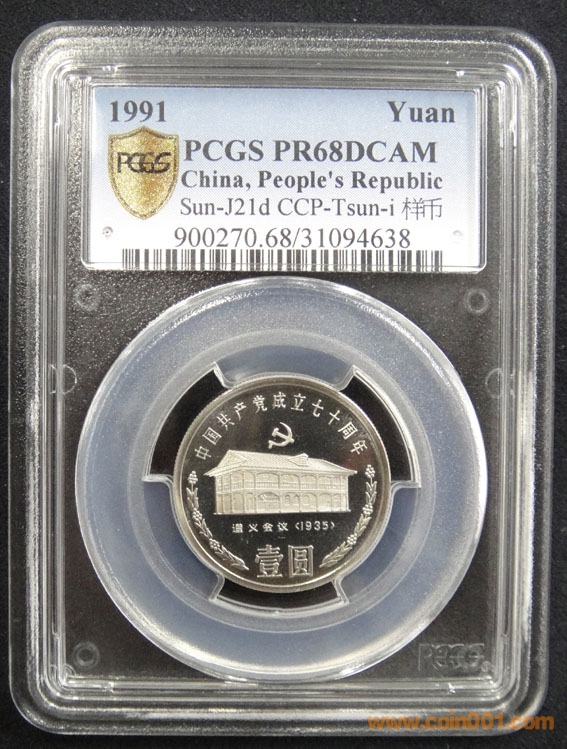 1991 Yuan
PCGS PCGS PR68DCAM
China, People's Republic
Sun-J21d CCP-Tsun-i 样币
900270.68/31094638
中国共产党成立七十周年
遵义会议〈1935〉
壹圆
PCGS
www.coin001.com